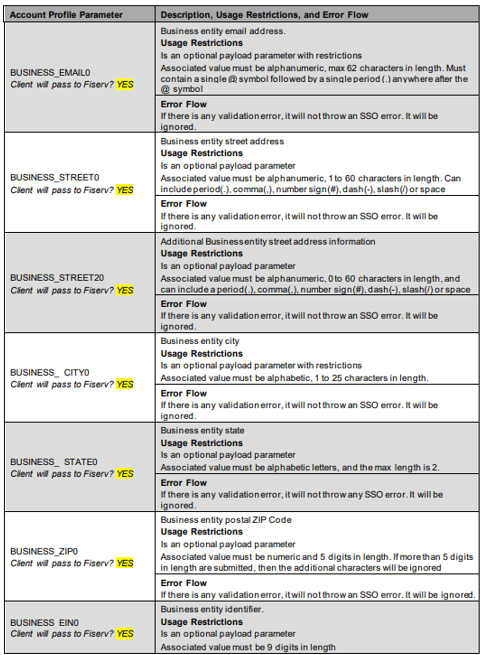 Account Profile Parameter
Description, Usage Restrictions, and Error Flow
BUSINESS_EMAIL0
Client will pass to Fiserv? YES
Business entity email address.
Usage Restrictions
Is an optional payload parameter with restrictions
Associated value must be alphanumeric, max 62 characters in length. Must
contain a single @ symbol followed by a single period (.) anywhere after the
@ symbol
Error Flow
If there is any validation error, it will not throw an SSO error. It will be
ignored.
BUSINESS_STREET0
Client will pass to Fiserv? YES
Business entity street address
Usage Restrictions
Is an optional payload parameter
Associated value must be alphanumeric, 1 to 60 characters in length. Can
include period(.), comma(,), number sign(#), dash(-), slash(/) or space
Error Flow
If there is any validation error, it will not throw an SSO error. It will be
ignored.
BUSINESS_STREET20
Client will pass to Fiserv? YES
Additional Business entity street address information
Usage Restrictions
Is an optional payload parameter
Associated value must be alphanumeric, 0 to 60 characters in length, and
can include a period(.), comma(,), number sign(#), dash(-), slash(/) or space
Error Flow
If there is any validation error, it will not throw an SSO error. It will be
ignored.
BUSINESS_ CITY0
Client will pass to Fiserv? YES
Business entity city
Usage Restrictions
Is an optional payload parameter with restrictions
Associated value must be alphabetic, 1 to 25 characters in length.
Error Flow
If there is any validation error, it will not throw an SSO error. It will be
ignored.
BUSINESS_ STATE0
Client will pass to Fiserv? YES
Business entity state
Usage Restrictions
Is an optional payload parameter
Associated value must be alphabetic letters, and the max length is 2.
Error Flow
If there is any validation error, it will not throw any SSO error. It will be
ignored.
BUSINESS_ZIP0
Client will pass to Fiserv? YES
Business entity postal ZIP Code
Usage Restrictions
Is an optional payload parameter
Associated value must be numeric and 5 digits in length. If more than 5 digits
in length are submitted, then the additional characters will be ignored
Error Flow
If there is any validation error, it will not throw an SSO error. It will be ignored.
BUSINESS EIN0
Client will pass to Fiserv? YES
Business entity identifier.
Usage Restrictions
Is an optional payload parameter
Associated value must be 9 digits in length